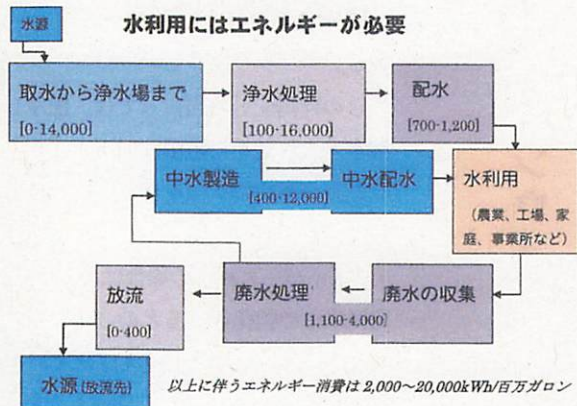 水利用にはエネルギーが必要
水源
取水から浄水場まで
[0-14,000]
浄水処理
[100-16,000]
配水
[700-1,200]
中水製造
中水配水
[400-12,000]
水利用
(農業、工場、家
庭、事業所など)
放流
[0-400]
廃水処理
廃水の収集
[1,100-4,000]
水源(放流先)
以上に伴うエネルギー消費は 2,000~20,000kWh/百万ガロン